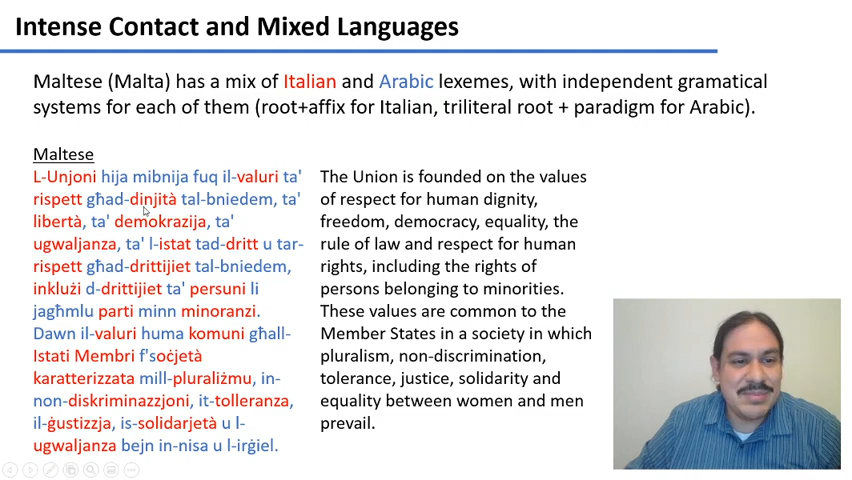 Intense Contact and Mixed Languages
Maltese (Malta) has a mix of Italian and Arabic lexemes, with independent gramatical
systems for each of them (root+affix for Italian, triliteral root + paradigm for Arabic).
Maltese
L-Unjoni hija mibnija fuq il-valuri ta'
rispett għad-dinjità tal-bniedem, ta'
libertà, ta' demokrazija, ta'
ugwaljanza, ta' l-istat tad-dritt u tar-
rispett għad-drittijiet tal-bniedem,
inklużi d-drittijiet ta' persuni li
jagħmlu parti minn minoranzi.
Dawn il-valuri huma komuni għall-
Istati Membri f'soċjetà
karatterizzata mill-pluraliżmu, in-
non-diskriminazzjoni, it-tolleranza,
il-ġustizzja, is-solidarjetà u l-
ugwaljanza bejn in-nisa u l-irġiel.
The Union is founded on the values
of respect for human dignity,
freedom, democracy, equality, the
rule of law and respect for human
rights, including the rights of
persons belonging to minorities.
These values are common to the
Member States in a society in which
pluralism, non-discrimination,
tolerance, justice, solidarity and
equality between women and men
prevail.